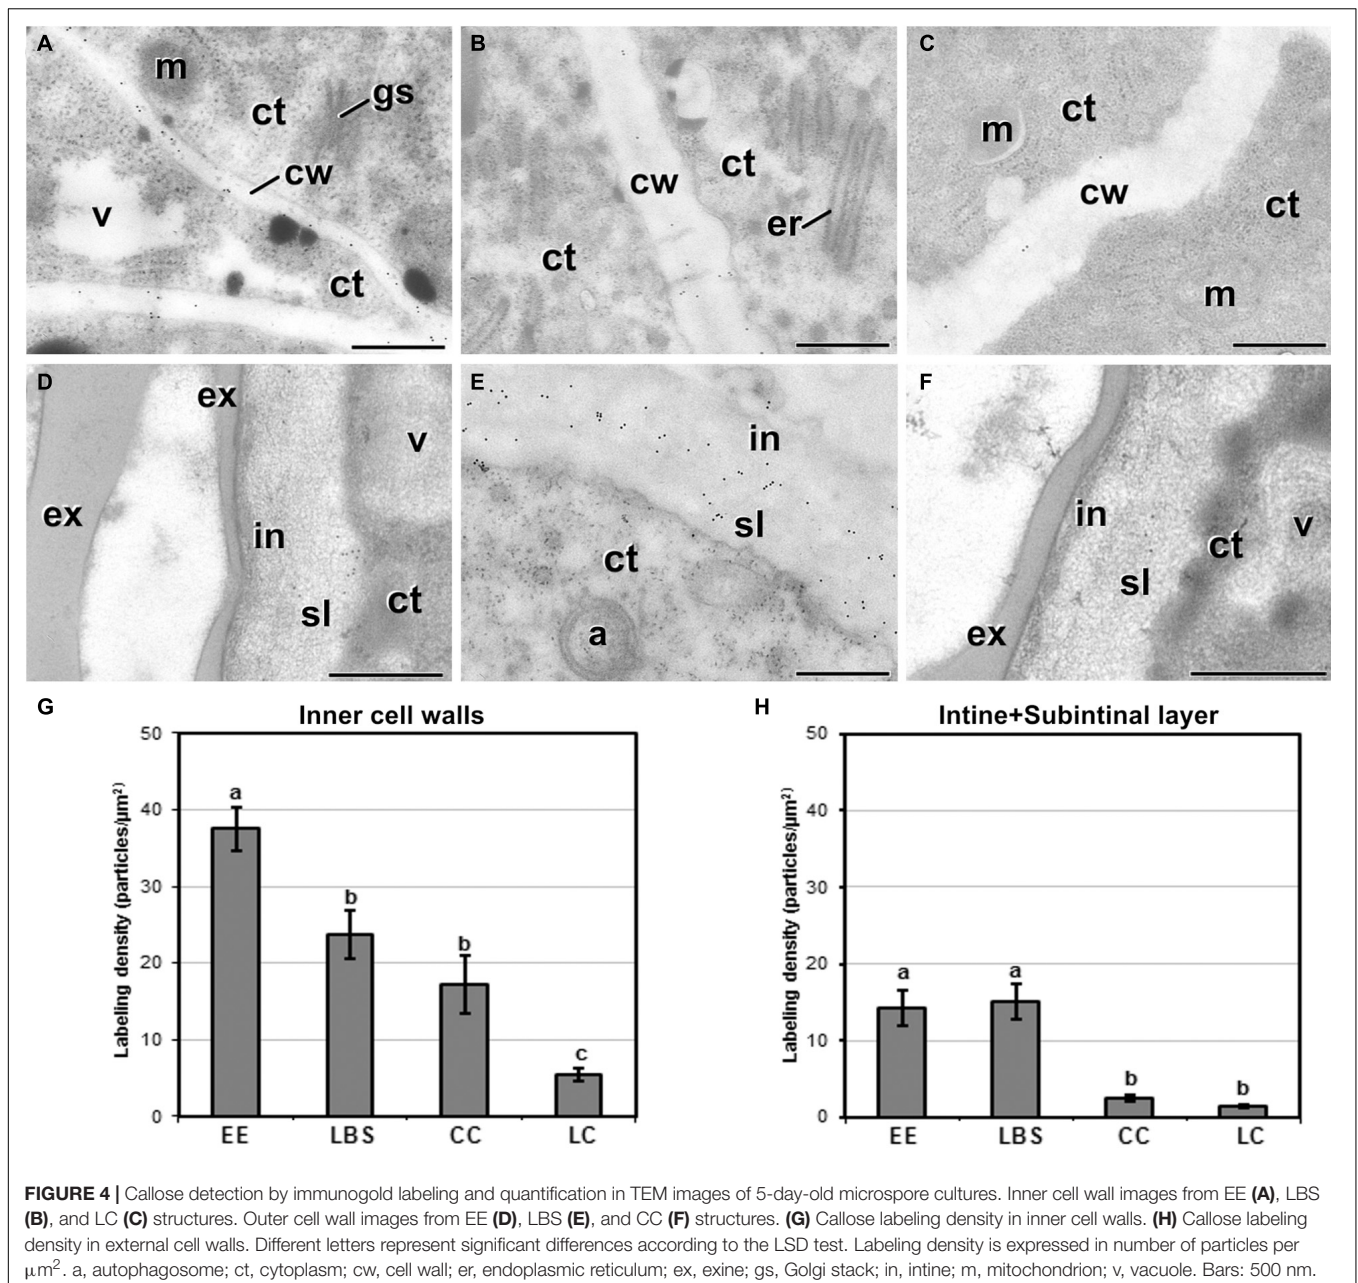 A
m
ct
gs
cw
v
ct
B
cw
ct
er
ct
C
ct
m
cw
ct
m
D
ex
v
ex
in
sl
ct
E
in
sl
ct
a
F
in
v
ct
sl
ex
G
Inner cell walls
Labeling density (particles/µm²)
50
40
30
20
10
0
a
b
b
c
EE LBS CC LC
H
Intine+Subintinal layer
Labeling density (particles/µm²)
50
40
30
20
10
0
a
a
b
b
EE LBS CC LC
FIGURE 4 | Callose detection by immunogold labeling and quantification in TEM images of 5-day-old microspore cultures. Inner cell wall images from EE (A), LBS
(B), and LC (C) structures. Outer cell wall images from EE (D), LBS (E), and CC (F) structures. (G) Callose labeling density in inner cell walls. (H) Callose labeling
density in external cell walls. Different letters represent significant differences according to the LSD test. Labeling density is expressed in number of particles per
µm². a, autophagosome; ct, cytoplasm; cw, cell wall; er, endoplasmic reticulum; ex, exine; gs, Golgi stack; in, intine; m, mitochondrion; v, vacuole. Bars: 500 nm.